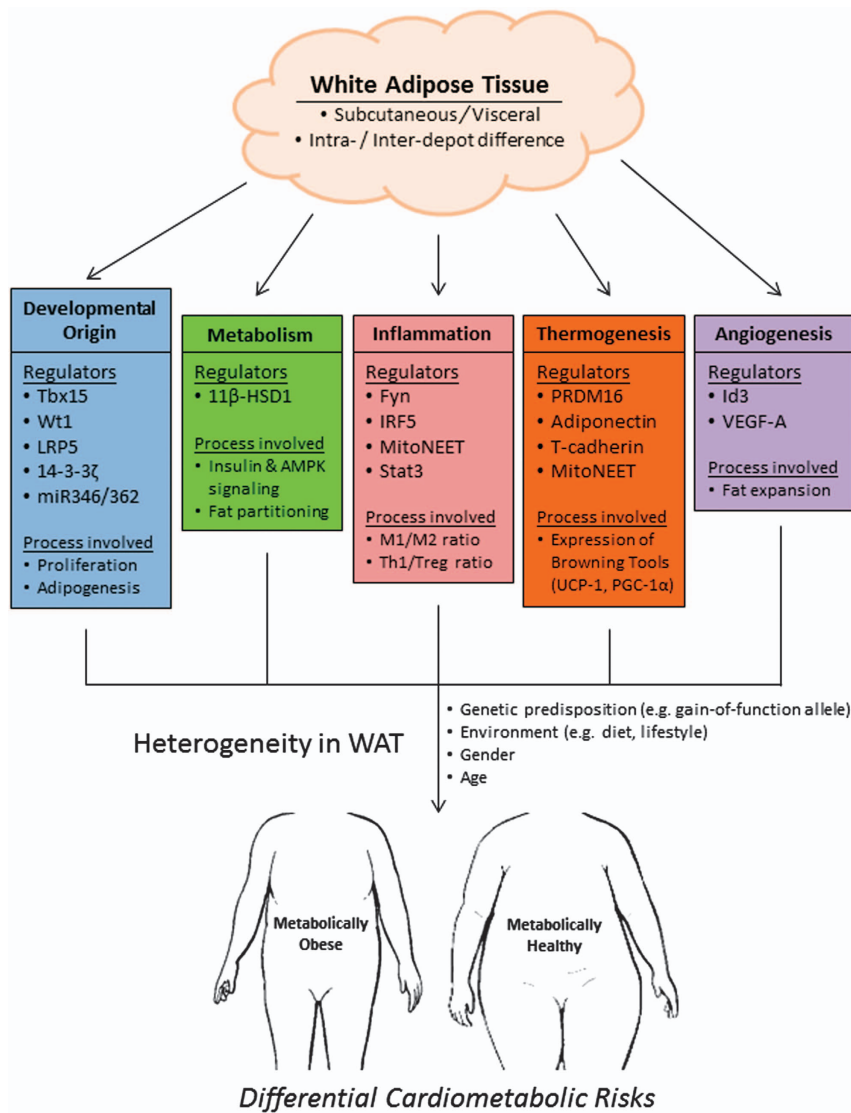 White Adipose Tissue
• Subcutaneous/Visceral
• Intra-/Inter-depot difference
Developmental
Origin
Regulators
• Tbx15
• Wt1
• LRP5
• 14-3-3ζ
• miR346/362
Process involved
• Proliferation
• Adipogenesis
Metabolism
Regulators
• 11β-HSD1
Process involved
• Insulin & AMPK
signaling
• Fat partitioning
Inflammation
Regulators
• Fyn
• IRF5
• MitoNEET
• Stat3
Process involved
• M1/M2 ratio
• Th1/Treg ratio
Thermogenesis
Regulators
• PRDM16
• Adiponectin
• T-cadherin
• MitoNEET
Process involved
• Expression of
Browning Tools
(UCP-1, PGC-1α)
Angiogenesis
Regulators
• Id3
• VEGF-A
Process involved
• Fat expansion
Heterogeneity in WAT
• Genetic predisposition (e.g. gain-of-function allele)
• Environment (e.g. diet, lifestyle)
• Gender
• Age
Metabolically
Obese
Metabolically
Healthy
Differential Cardiometabolic Risks